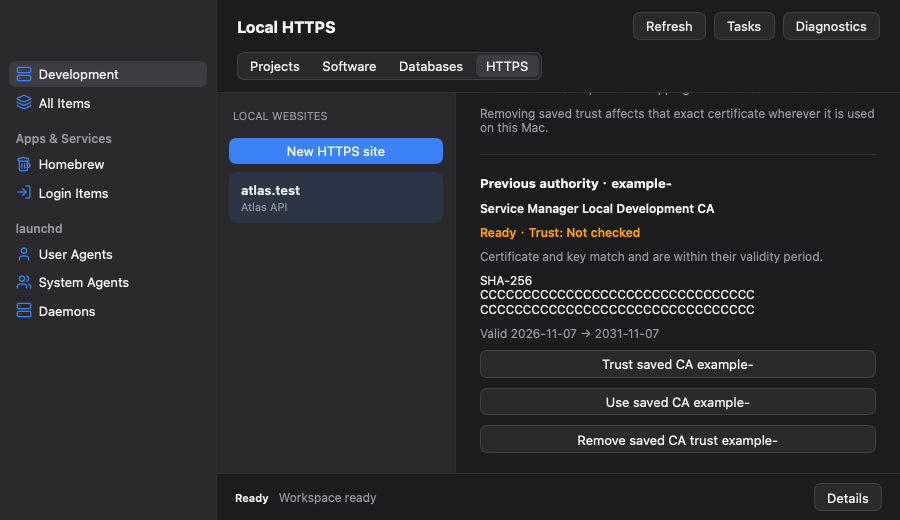 Local HTTPS
Refresh
Tasks
Diagnostics
Projects
Software
Databases
HTTPS
Development
All Items
Apps & Services
Homebrew
Login Items
launchd
User Agents
System Agents
Daemons
LOCAL WEBSITES
New HTTPS site
atlas.test
Atlas API
Removing saved trust affects that exact certificate wherever it is used
on this Mac.
Previous authority · example-
Service Manager Local Development CA
Ready · Trust: Not checked
Certificate and key match and are within their validity period.
SHA-256
CCCCCCCCCCCCCCCCCCCCCCCCCCCCCCCC
CCCCCCCCCCCCCCCCCCCCCCCCCCCCCCCC
Valid 2026-11-07 → 2031-11-07
Trust saved CA example-
Use saved CA example-
Remove saved CA trust example-
Ready
Workspace ready
Details